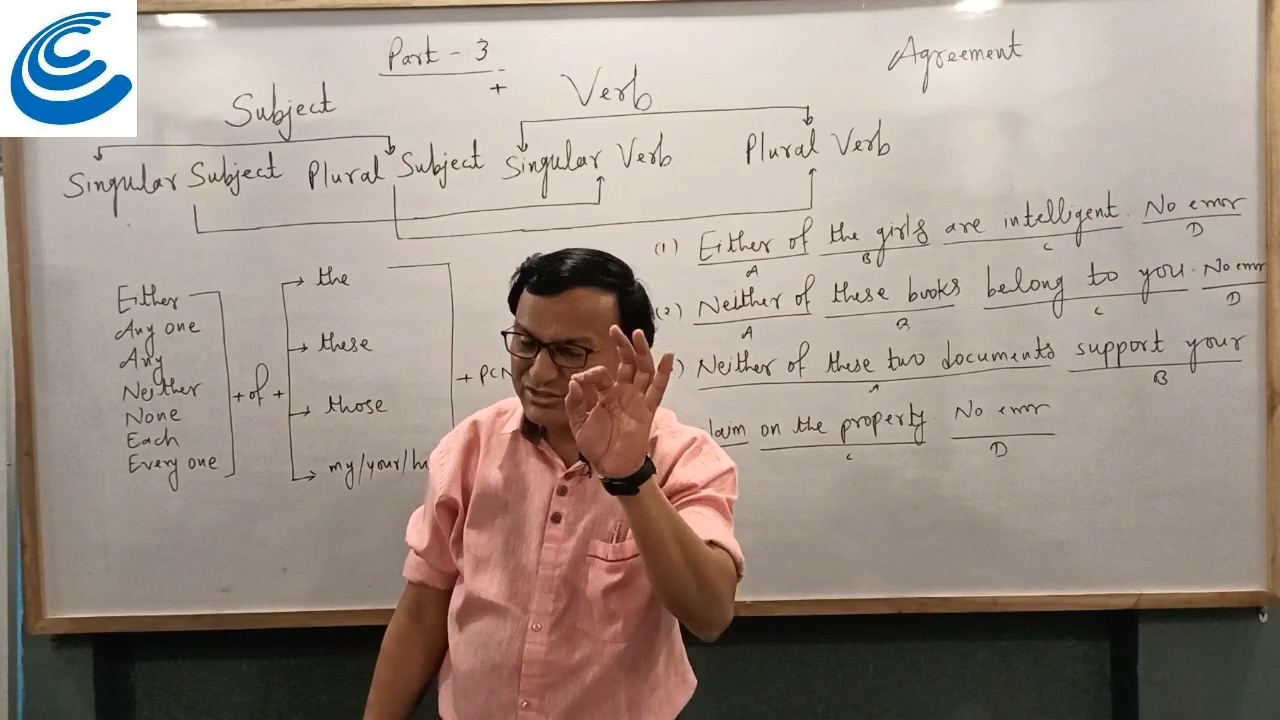 Part - 3
Agreement
Subject + Verb
Singular Subject Plural Subject Singular Verb Plural Verb
(1) Either of the girls are intelligent. No error
A B C D
(2) Neither of these books belong to you. No error
A B C D
) Neither of these two documents support your
A B
laim on the property. No error
C D
Either
Any one
Any
Neither
None
Each
Every one
+ of +
the
these
those
my/your/
+ PCN